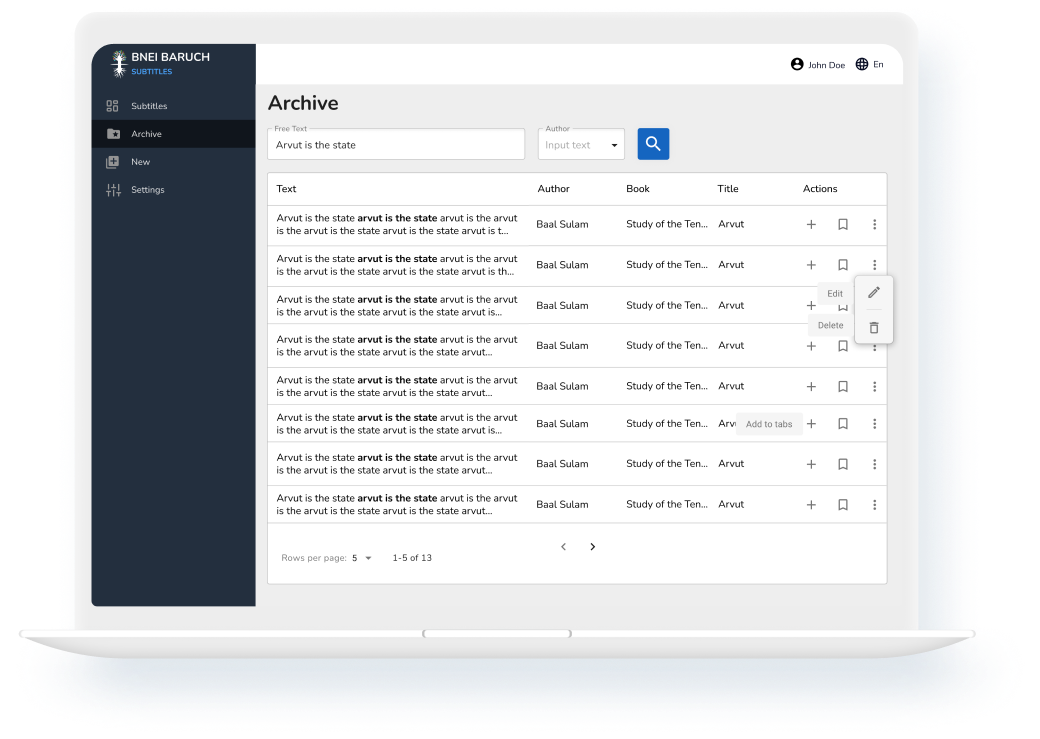 BNEI BARUCH
SUBTITLES
John Doe
En
Subtitles
Archive
New
Settings
Archive
Free Text
Arvut is the state
Author
Input text
Text Author Book Title Actions
Arvut is the state arvut is the state arvut is the arvut
is the arvut is the state arvut is the state arvut is t...
Baal Sulam Study of the Ten... Arvut
Arvut is the state arvut is the state arvut is the arvut
is the arvut is the state arvut is the state arvut is th...
Baal Sulam Study of the Ten... Arvut
Edit
Arvut is the state arvut is the state arvut is the arvut
is the arvut is the state arvut is the state arvut is...
Baal Sulam Study of the Ten... Arvut
Delete
Arvut is the state arvut is the state arvut is the arvut
is the arvut is the state arvut is the state arvut...
Baal Sulam Study of the Ten... Arvut
Arvut is the state arvut is the state arvut is the arvut
is the arvut is the state arvut is the state arvut...
Baal Sulam Study of the Ten... Arvut
Arvut is the state arvut is the state arvut is the arvut
is the arvut is the state arvut is the state arvut is...
Baal Sulam Study of the Ten... Arv
Add to tabs
Arvut is the state arvut is the state arvut is the arvut
is the arvut is the state arvut is the state arvut...
Baal Sulam Study of the Ten... Arvut
Arvut is the state arvut is the state arvut is the arvut
is the arvut is the state arvut is the state arvut...
Baal Sulam Study of the Ten... Arvut
Rows per page: 5 1-5 of 13